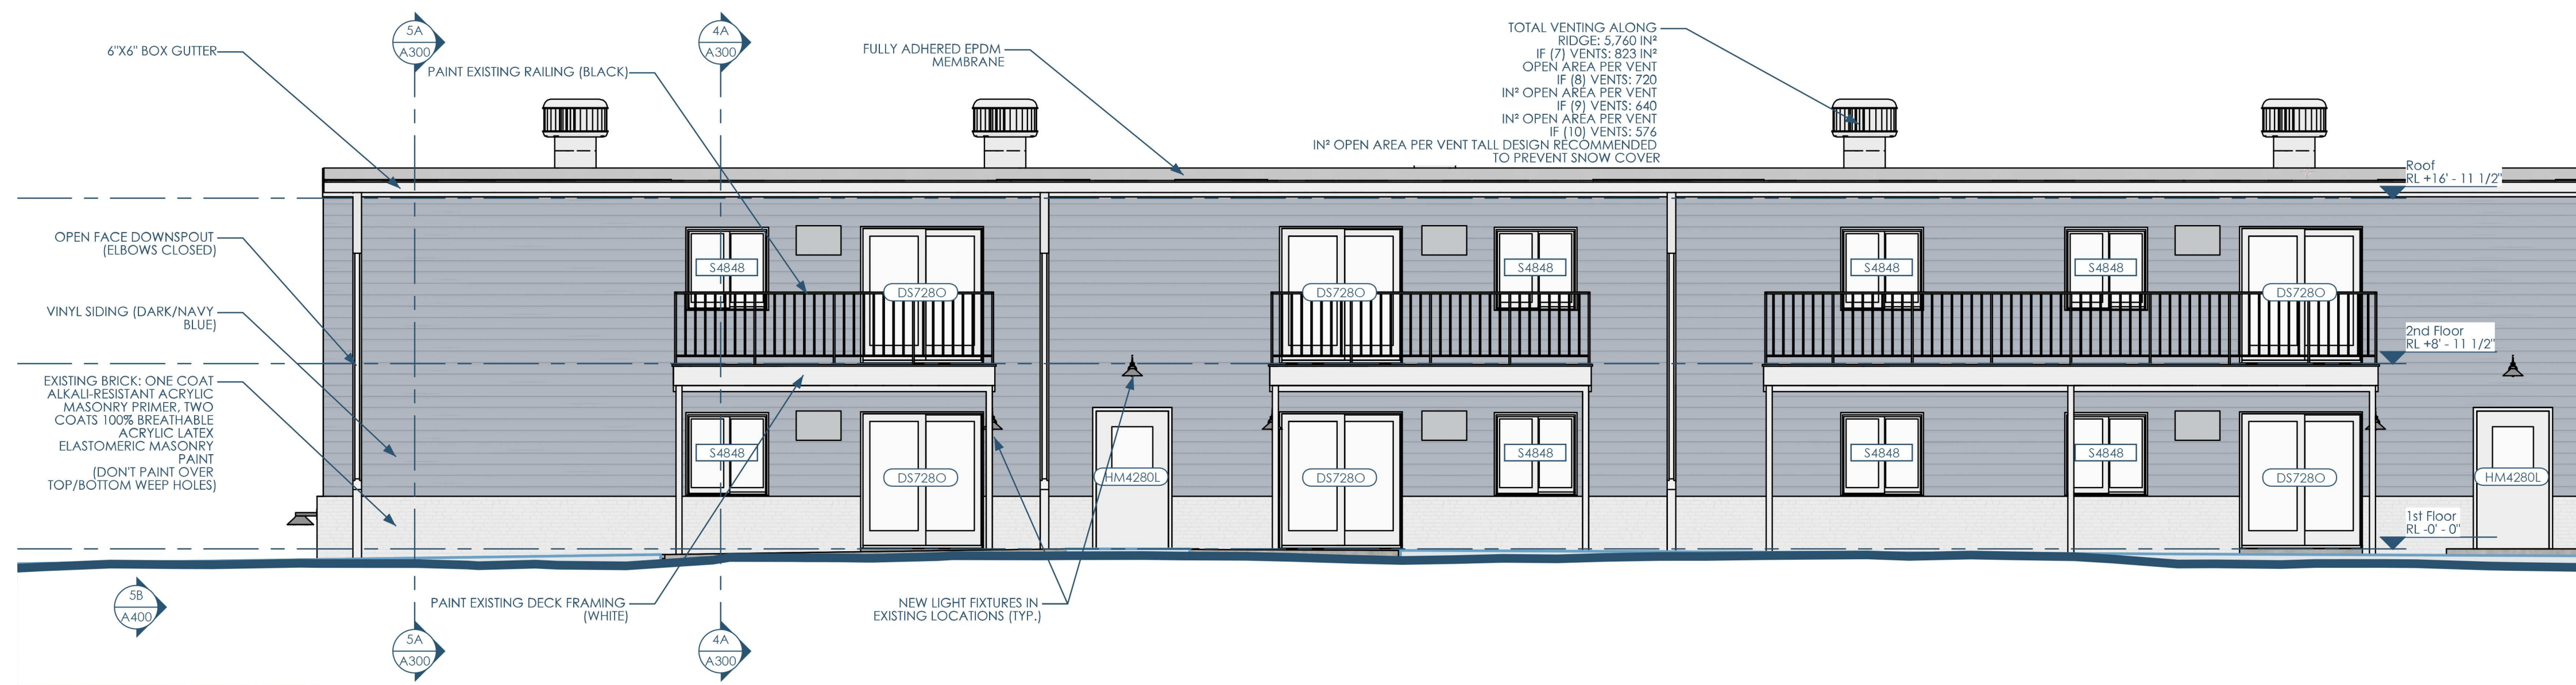 6"X6" BOX GUTTER
5A
A300
PAINT EXISTING RAILING (BLACK)
4A
A300
FULLY ADHERED EPDM
MEMBRANE
TOTAL VENTING ALONG
RIDGE: 5,760 IN²
IF (7) VENTS: 823 IN²
OPEN AREA PER VENT
IF (8) VENTS: 720
IN² OPEN AREA PER VENT
IF (9) VENTS: 640
IN² OPEN AREA PER VENT
IF (10) VENTS: 576
IN² OPEN AREA PER VENT TALL DESIGN RECOMMENDED
TO PREVENT SNOW COVER
Roof
RL +16' - 11 1/2"
OPEN FACE DOWNSPOUT
(ELBOWS CLOSED)
VINYL SIDING (DARK/NAVY
BLUE)
EXISTING BRICK: ONE COAT
ALKALI-RESISTANT ACRYLIC
MASONRY PRIMER, TWO
COATS 100% BREATHABLE
ACRYLIC LATEX
ELASTOMERIC MASONRY
PAINT
(DON'T PAINT OVER
TOP/BOTTOM WEEP HOLES)
S4848
DS728O
DS728O
S4848
S4848
S4848
DS728O
2nd Floor
RL +8' - 11 1/2"
S4848
DS728O
HM4280L
DS728O
S4848
S4848
S4848
DS728O
HM4280L
1st Floor
RL -0' - 0"
5B
A400
5A
A300
PAINT EXISTING DECK FRAMING
(WHITE)
4A
A300
NEW LIGHT FIXTURES IN
EXISTING LOCATIONS (TYP.)